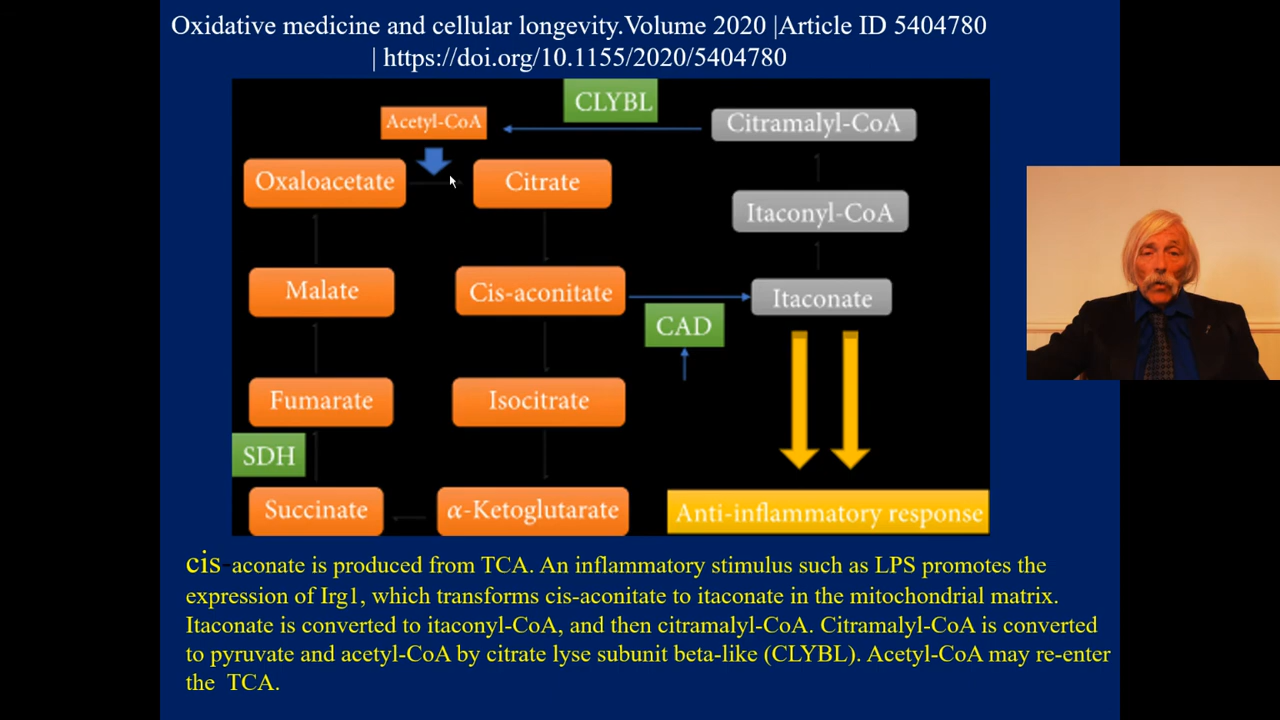 Oxidative medicine and cellular longevity.Volume 2020 |Article ID 5404780
| https://doi.org/10.1155/2020/5404780
CLYBL
Acetyl-CoA
Citramalyl-CoA
Oxaloacetate
Citrate
Itaconyl-CoA
Malate
Cis-aconitate
Itaconate
CAD
Fumarate
Isocitrate
SDH
Succinate
α-Ketoglutarate
Anti-inflammatory response
cis-aconate is produced from TCA. An inflammatory stimulus such as LPS promotes the
expression of Irg1, which transforms cis-aconitate to itaconate in the mitochondrial matrix.
Itaconate is converted to itaconyl-CoA, and then citramalyl-CoA. Citramalyl-CoA is converted
to pyruvate and acetyl-CoA by citrate lyse subunit beta-like (CLYBL). Acetyl-CoA may re-enter
the TCA.